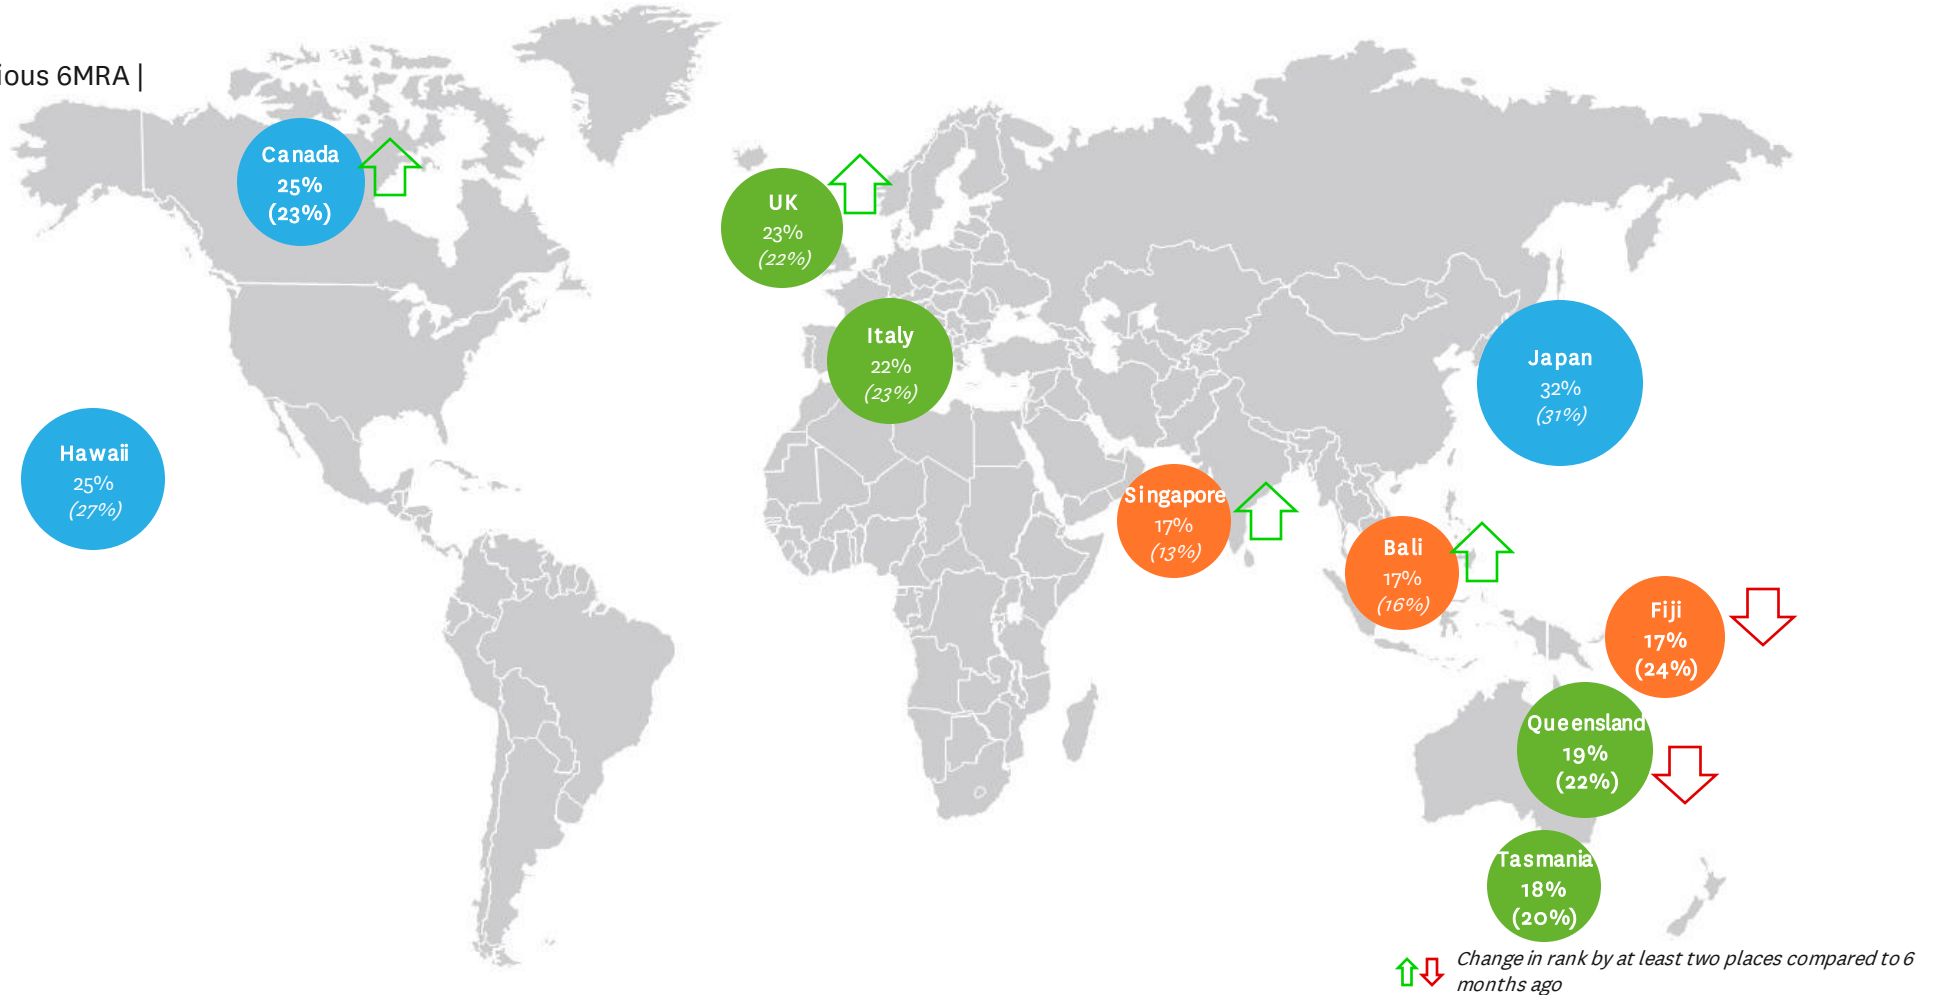 ious 6MRA |
Canada
25%
(23%)
UK
23%
(22%)
Italy
22%
(23%)
Japan
32%
(31%)
Hawaii
25%
(27%)
Singapore
17%
(13%)
Bali
17%
(16%)
Fiji
17%
(24%)
Queensland
19%
(22%)
Tasmania
18%
(20%)
Change in rank by at least two places compared to 6
months ago